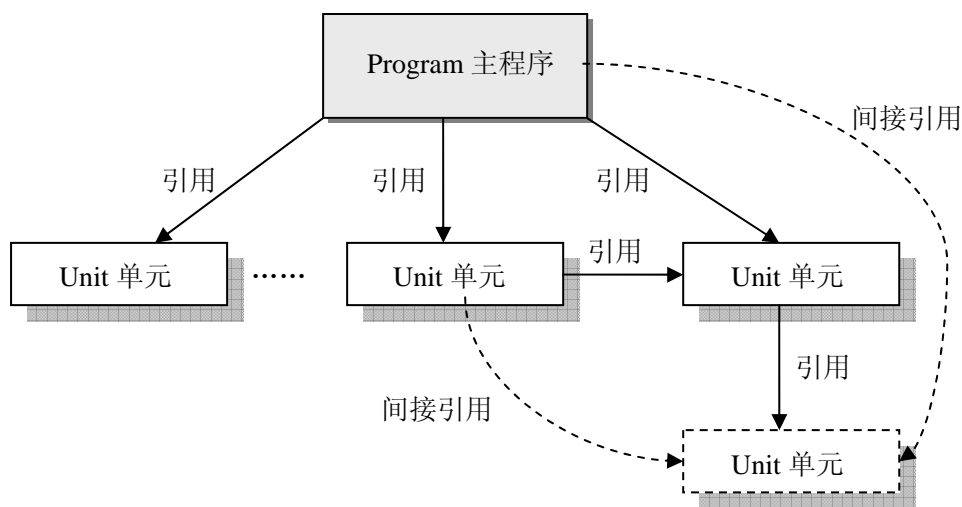 Program 主程序
间接引用
引用
引用
引用
Unit 单元
……
Unit 单元
引用
Unit 单元
引用
间接引用
Unit 单元